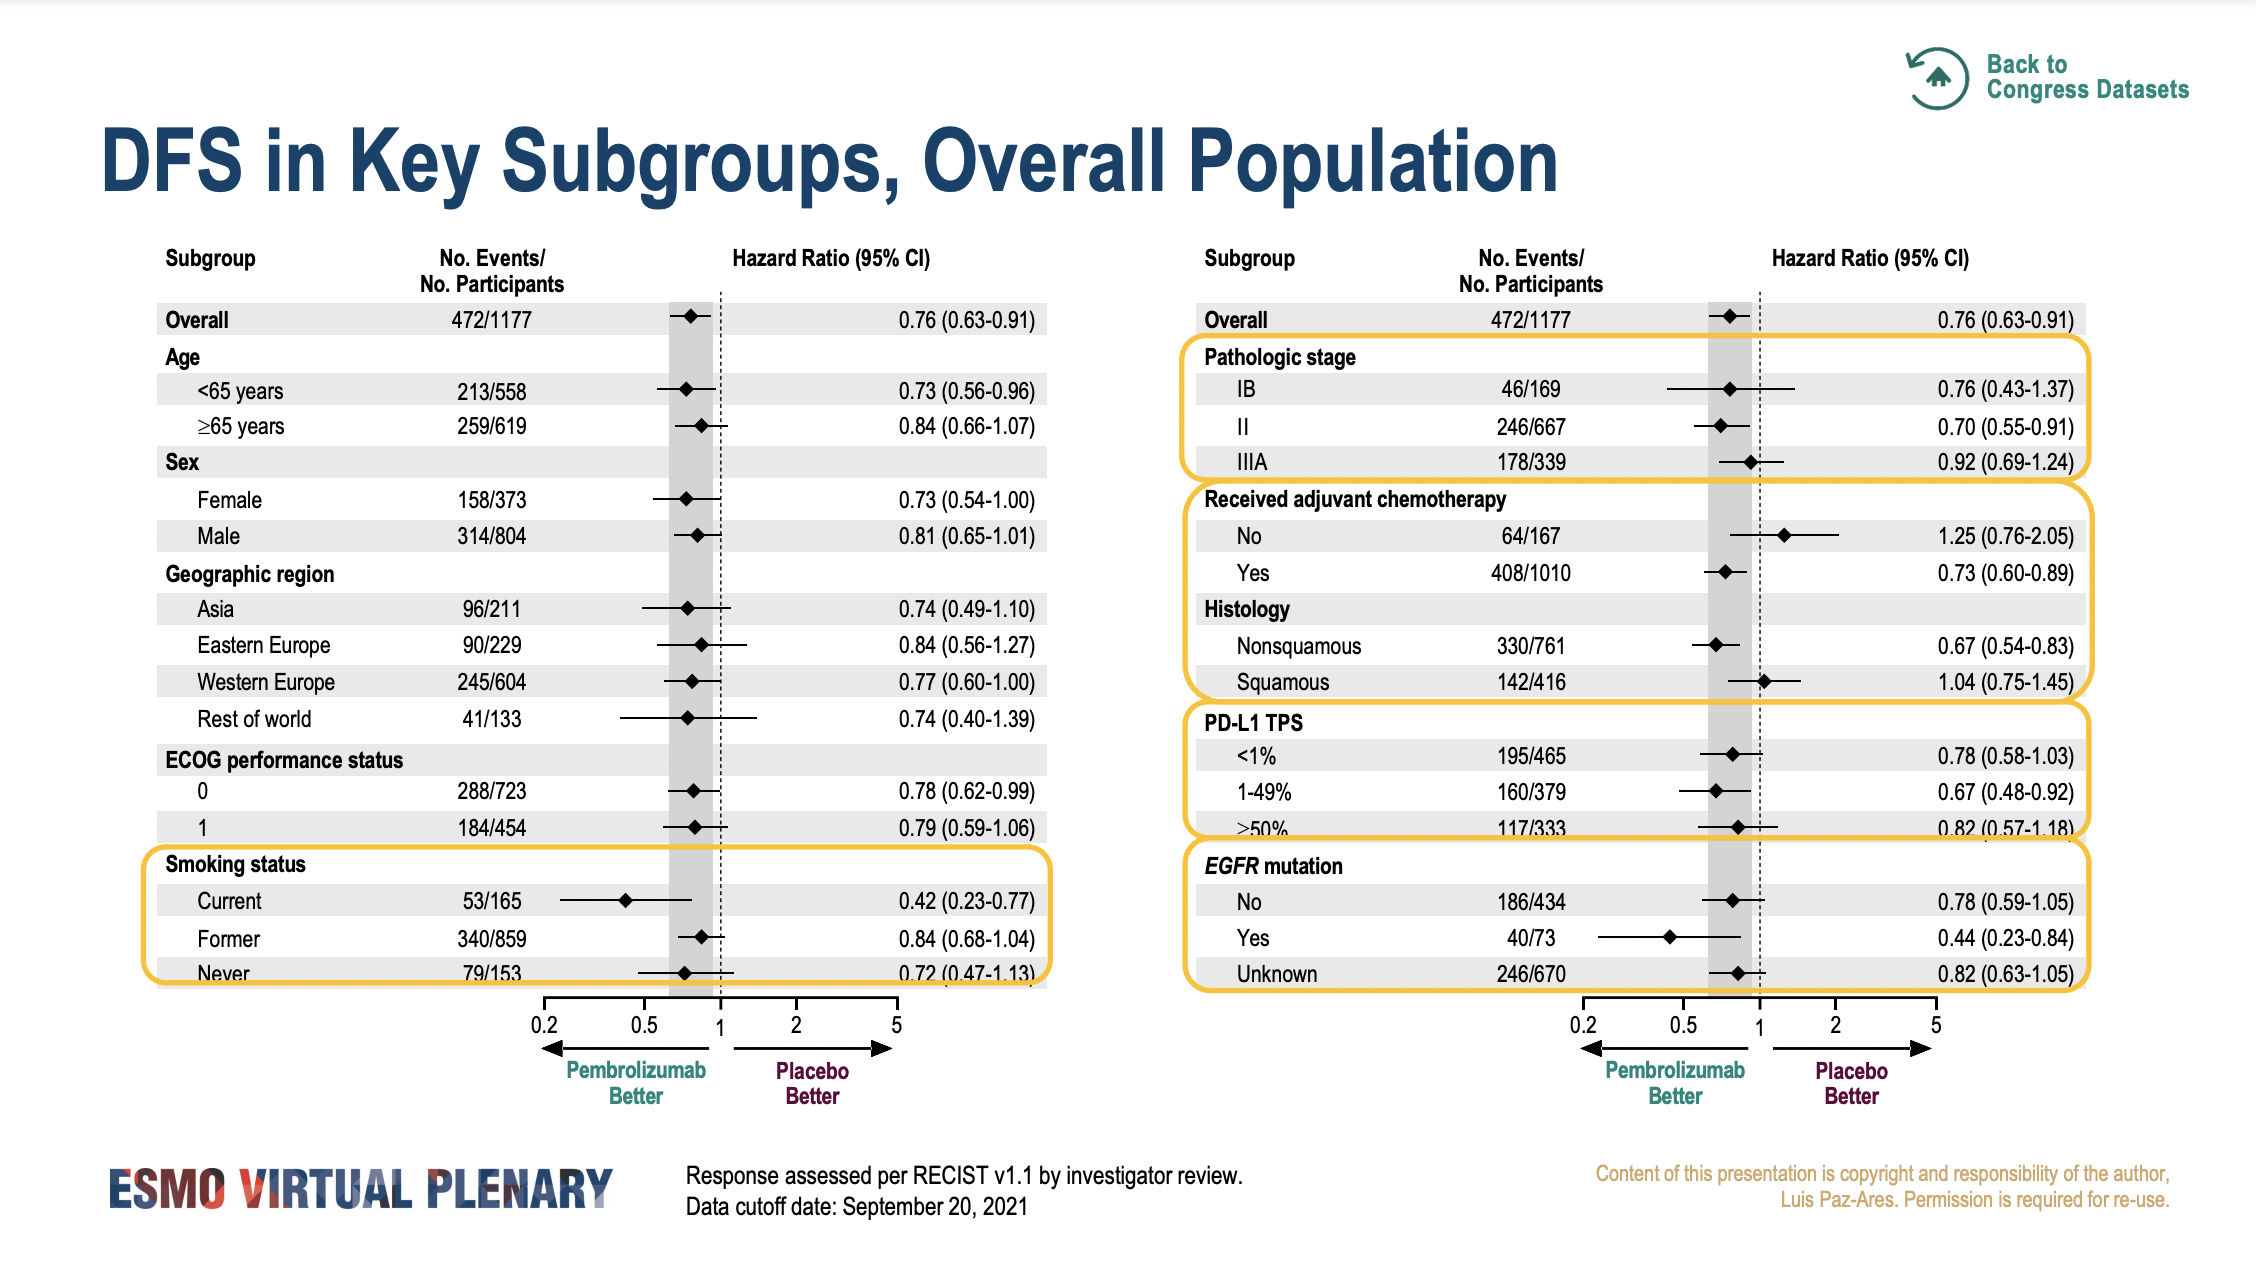 Back to
Congress Datasets
DFS in Key Subgroups, Overall Population
Subgroup No. Events/ Hazard Ratio (95% CI)
No. Participants
Overall 472/1177 0.76 (0.63-0.91)
Age
<65 years 213/558 0.73 (0.56-0.96)
≥65 years 259/619 0.84 (0.66-1.07)
Sex
Female 158/373 0.73 (0.54-1.00)
Male 314/804 0.81 (0.65-1.01)
Geographic region
Asia 96/211 0.74 (0.49-1.10)
Eastern Europe 90/229 0.84 (0.56-1.27)
Western Europe 245/604 0.77 (0.60-1.00)
Rest of world 41/133 0.74 (0.40-1.39)
ECOG performance status
0 288/723 0.78 (0.62-0.99)
1 184/454 0.79 (0.59-1.06)
Smoking status
Current 53/165 0.42 (0.23-0.77)
Former 340/859 0.84 (0.68-1.04)
Never 79/153 0.72 (0.47-1.13)
0.2 0.5 1 2 5
Pembrolizumab Placebo
Better Better
Subgroup No. Events/ Hazard Ratio (95% CI)
No. Participants
Overall 472/1177 0.76 (0.63-0.91)
Pathologic stage
IB 46/169 0.76 (0.43-1.37)
II 246/667 0.70 (0.55-0.91)
IIIA 178/339 0.92 (0.69-1.24)
Received adjuvant chemotherapy
No 64/167 1.25 (0.76-2.05)
Yes 408/1010 0.73 (0.60-0.89)
Histology
Nonsquamous 330/761 0.67 (0.54-0.83)
Squamous 142/416 1.04 (0.75-1.45)
PD-L1 TPS
<1% 195/465 0.78 (0.58-1.03)
1-49% 160/379 0.67 (0.48-0.92)
≥50% 117/333 0.82 (0.57-1.18)
EGFR mutation
No 186/434 0.78 (0.59-1.05)
Yes 40/73 0.44 (0.23-0.84)
Unknown 246/670 0.82 (0.63-1.05)
0.2 0.5 1 2 5
Pembrolizumab Placebo
Better Better
ESMO VIRTUAL PLENARY
Response assessed per RECIST v1.1 by investigator review.
Data cutoff date: September 20, 2021
Content of this presentation is copyright and responsibility of the author,
Luis Paz-Ares. Permission is required for re-use.